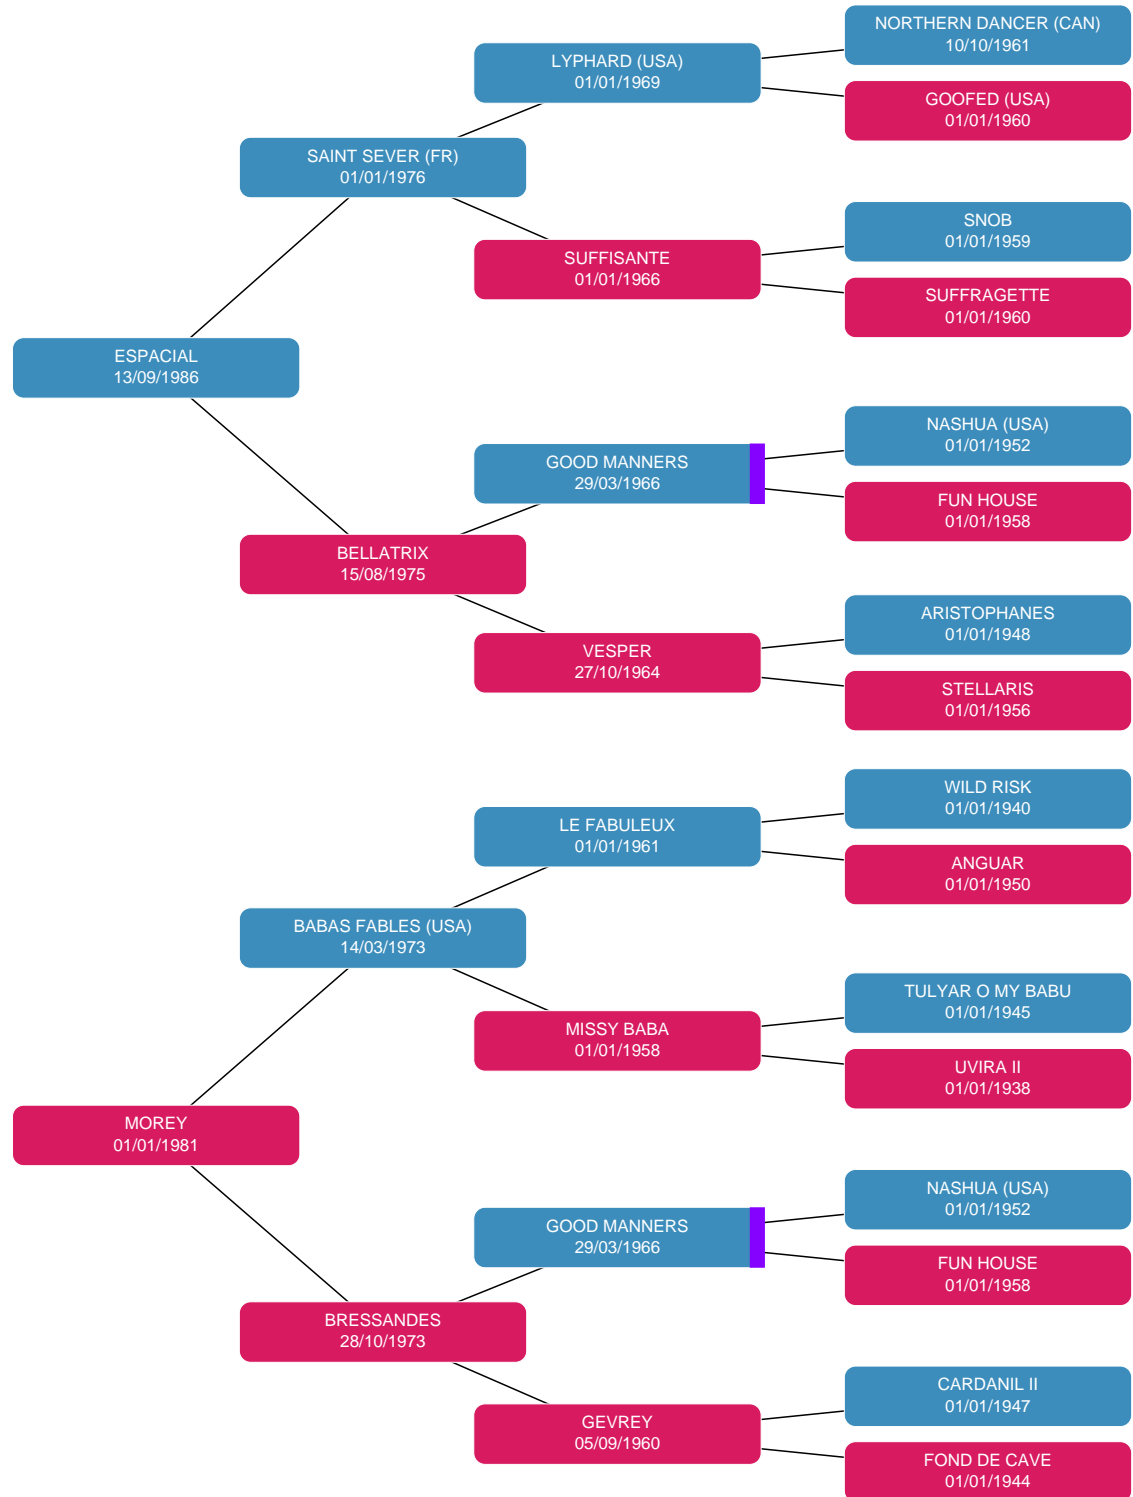 NORTHERN DANCER (CAN)
10/10/1961
LYPHARD (USA)
01/01/1969
GOOFED (USA)
01/01/1960
SAINT SEVER (FR)
01/01/1976
SNOB
01/01/1959
SUFFISANTE
01/01/1966
SUFFRAGETTE
01/01/1960
ESPACIAL
13/09/1986
NASHUA (USA)
01/01/1952
GOOD MANNERS
29/03/1966
FUN HOUSE
01/01/1958
BELLATRIX
15/08/1975
ARISTOPHANES
01/01/1948
VESPER
27/10/1964
STELLARIS
01/01/1956
WILD RISK
01/01/1940
LE FABULEUX
01/01/1961
ANGUAR
01/01/1950
BABAS FABLES (USA)
14/03/1973
TULYAR O MY BABU
01/01/1945
MISSY BABA
01/01/1958
UVIRA II
01/01/1938
MOREY
01/01/1981
NASHUA (USA)
01/01/1952
GOOD MANNERS
29/03/1966
FUN HOUSE
01/01/1958
BRESSANDES
28/10/1973
CARDANIL II
01/01/1947
GEVREY
05/09/1960
FOND DE CAVE
01/01/1944